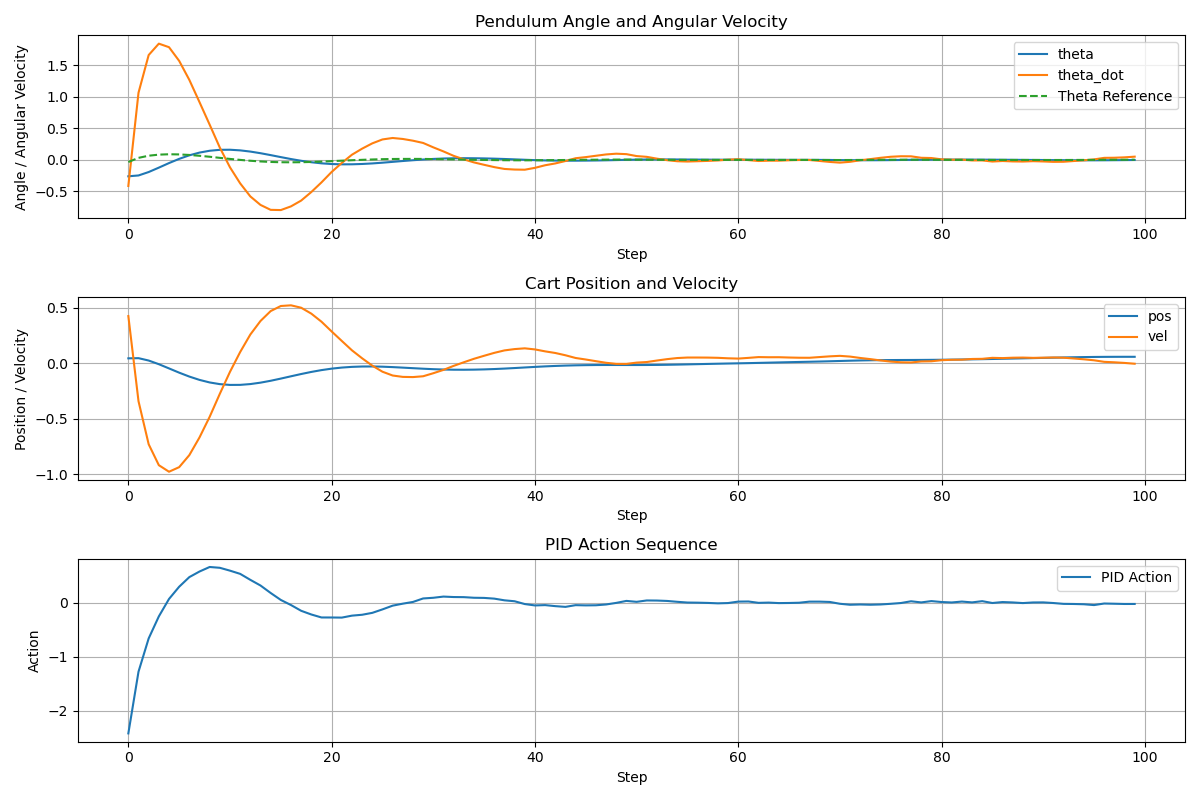 Pendulum Angle and Angular Velocity
Angle / Angular Velocity
1.5
1.0
0.5
0.0
−0.5
theta
theta_dot
Theta Reference
0 20 40 60 80 100
Step
Cart Position and Velocity
Position / Velocity
0.5
0.0
−0.5
−1.0
pos
vel
0 20 40 60 80 100
Step
PID Action Sequence
Action
0
−1
−2
PID Action
0 20 40 60 80 100
Step